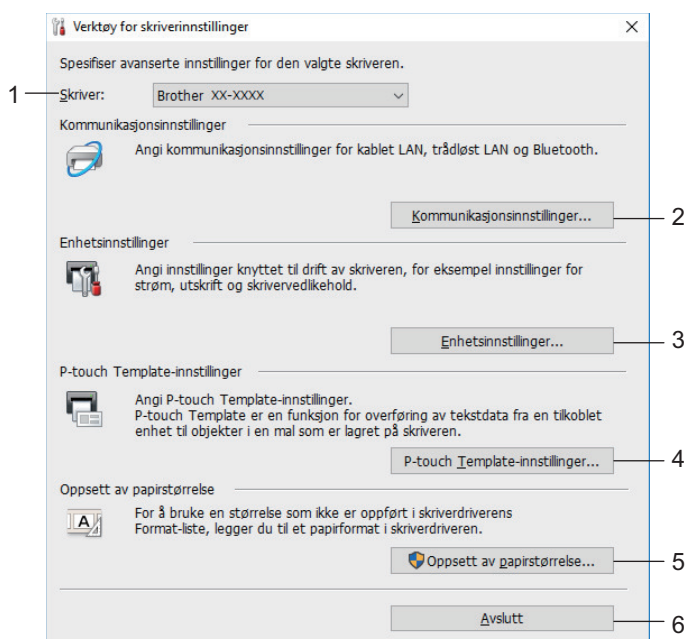 Verktøy for skriverinnstillinger
Spesifiser avanserte innstillinger for den valgte skriveren.
1
Skriver:
Brother XX-XXXX
Kommunikasjonsinnstillinger
Angi kommunikasjonsinnstillinger for kablet LAN, trådløst LAN og Bluetooth.
Kommunikasjonsinnstillinger...
2
Enhetsinnstillinger
Angi innstillinger knyttet til drift av skriveren, for eksempel innstillinger for
strøm, utskrift og skrivervedlikehold.
Enhetsinnstillinger...
3
P-touch Template-innstillinger
Angi P-touch Template-innstillinger.
P-touch Template er en funksjon for overføring av tekstdata fra en tilkoblet
enhet til objekter i en mal som er lagret på skriveren.
P-touch Template-innstillinger...
4
Oppsett av papirstørrelse
For å bruke en størrelse som ikke er oppført i skriverdriverens
Format-liste, legger du til et papirformat i skriverdriveren.
Oppsett av papirstørrelse...
5
Avslutt
6